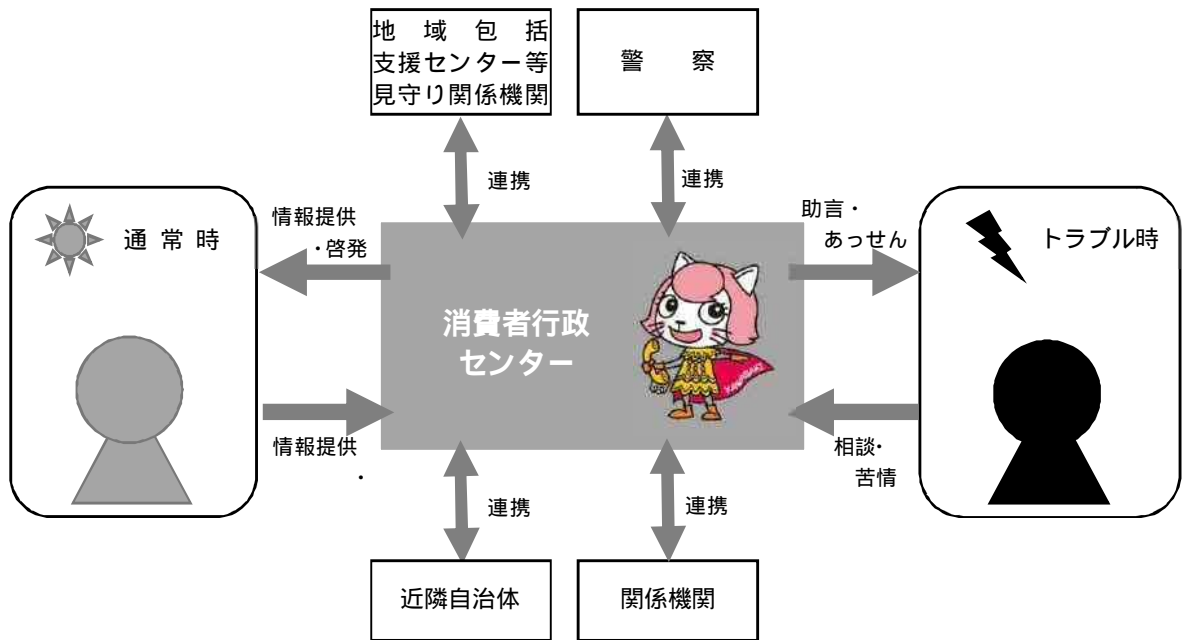 地域包括
支援センター等
見守り関係機関
警察
連携
連携
通常時
情報提供
・啓発
助言・
あっせん
トラブル時
消費者行政
センター
情報提供
・
相談・
苦情
連携
連携
近隣自治体
関係機関